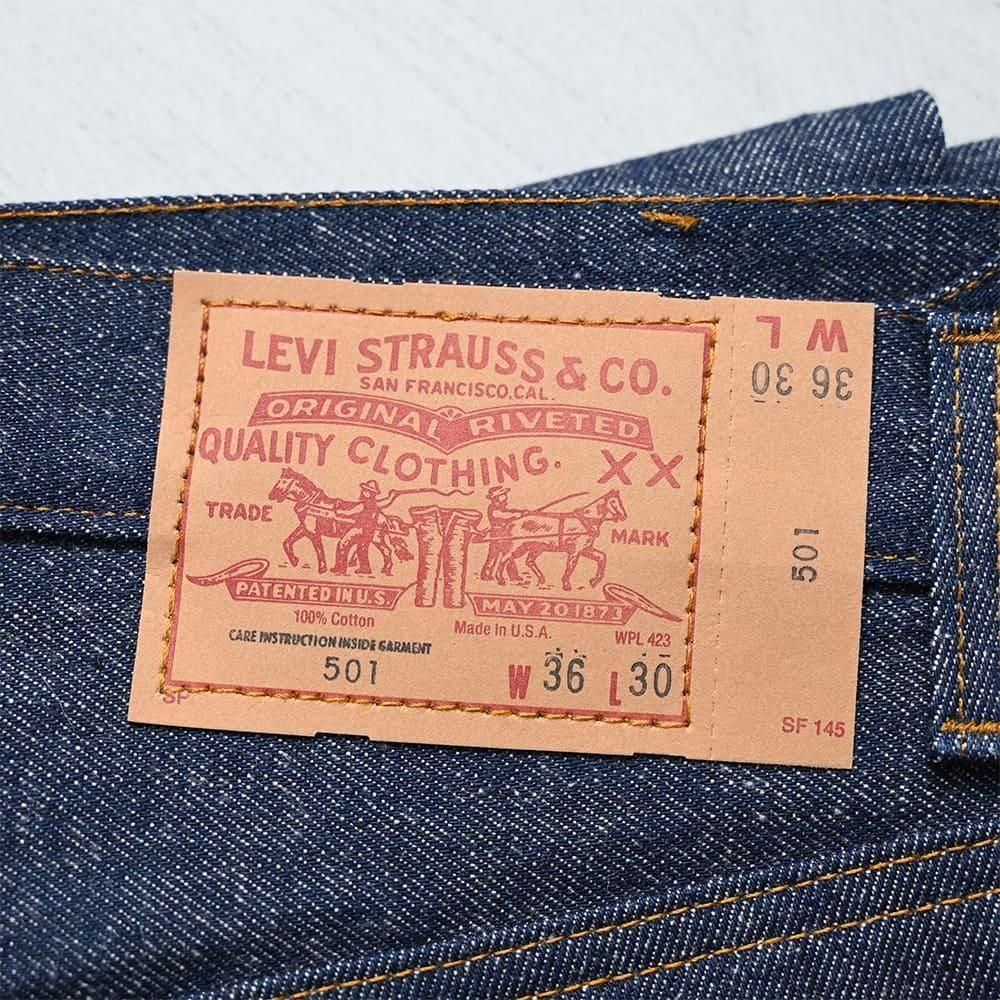 LEVI STRAUSS & CO.
SAN FRANCISCO, CAL.
ORIGINAL RIVETED
QUALITY CLOTHING. XX
TRADE MARK
PATENTED IN U.S. MAY 20 1873
100% Cotton Made In U.S.A. WPL 423
CARE INSTRUCTION INSIDE GARMENT
501 W 36 L 30
SF
W L
36 30
501
SF 145